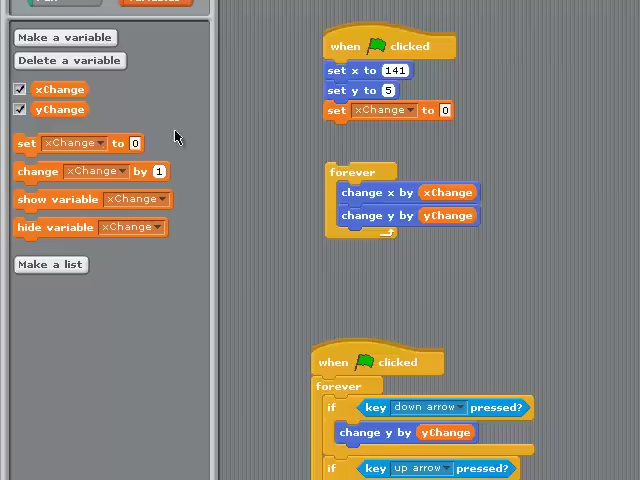 Make a variable
Delete a variable
xChange
yChange
set xChange to 0
change xChange by 1
show variable xChange
hide variable xChange
Make a list
when clicked
set x to 141
set y to 5
set xChange to 0
forever
change x by xChange
change y by yChange
when clicked
forever
if key down arrow pressed?
change y by yChange
if key up arrow pressed?